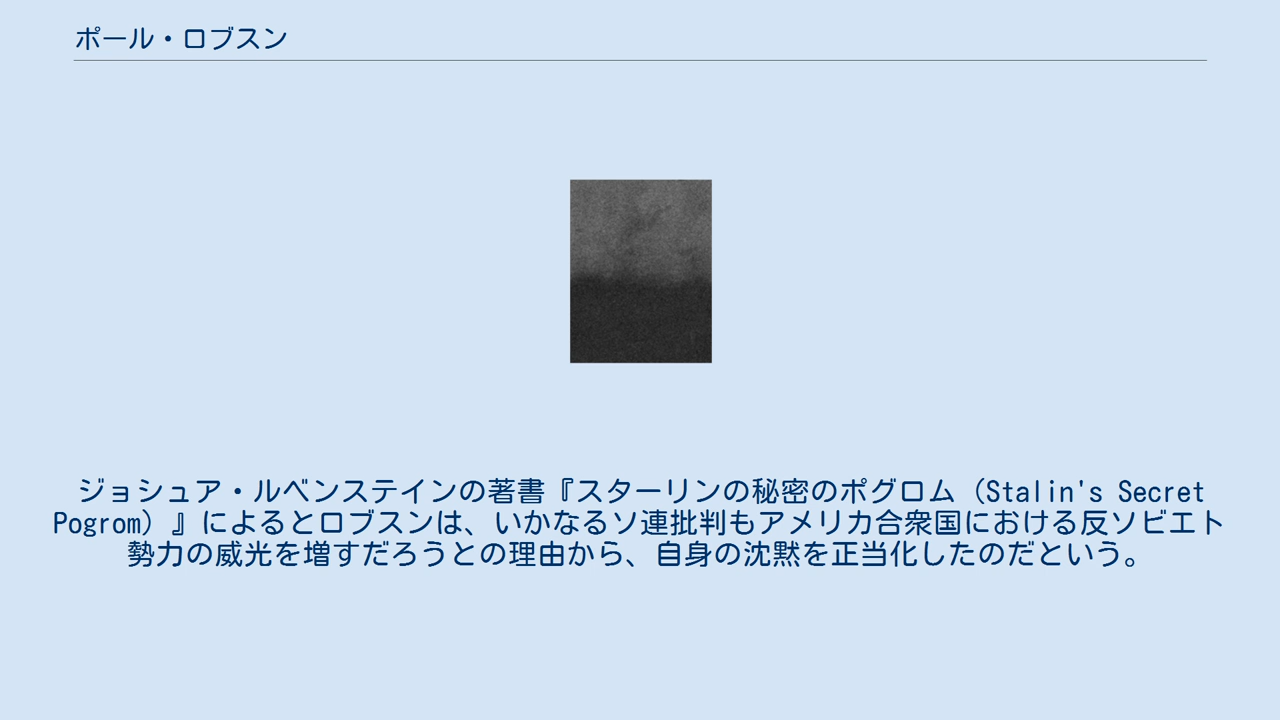 ポール・ロブスン
ジョシュア・ルベンステインの著書『スターリンの秘密のポグロム（Stalin's Secret
Pogrom）』によるとロブスンは、いかなるソ連批判もアメリカ合衆国における反ソビエト
勢力の威光を増すだろうとの理由から、自身の沈黙を正当化したのだという。